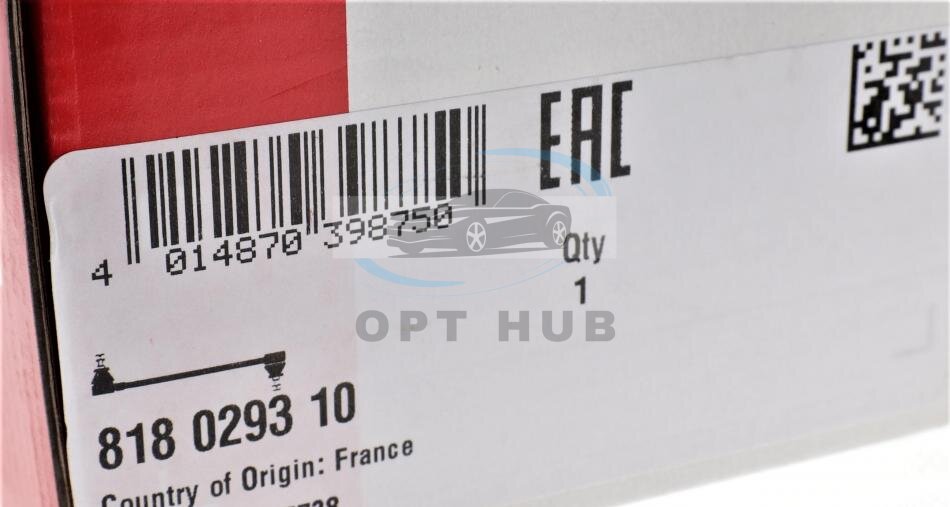 EAC
4 014870 398750
Qty
1
OPT HUB
818 0293 10
Country of Origin: France